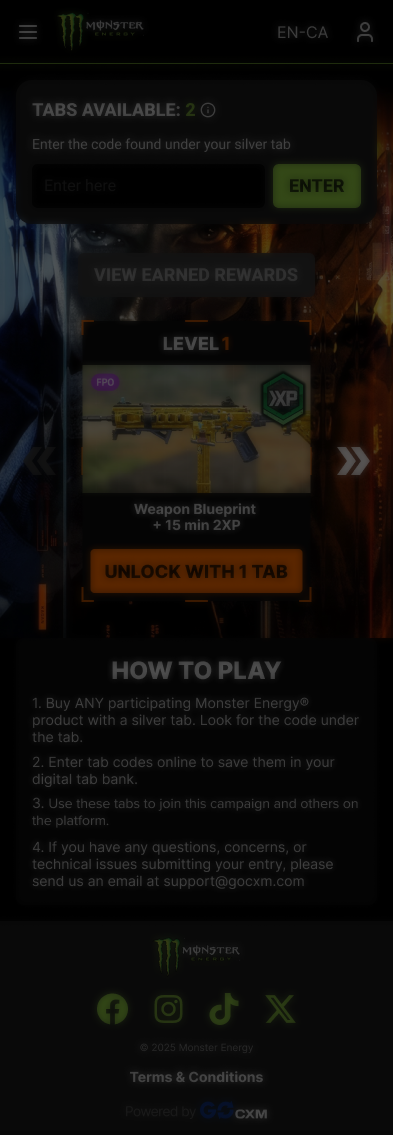 MONSTER
ENERGY
EN-CA
TABS AVAILABLE: 2
Enter the code found under your silver tab
Enter here
ENTER
VIEW EARNED REWARDS
LEVEL 1
FPO
XP
Weapon Blueprint
+ 15 min 2XP
UNLOCK WITH 1 TAB
HOW TO PLAY
1. Buy ANY participating Monster Energy®
product with a silver tab. Look for the code under
the tab.
2. Enter tab codes online to save them in your
digital tab bank.
3. Use these tabs to join this campaign and others on
the platform.
4. If you have any questions, concerns, or
technical issues submitting your entry, please
send us an email at support@gocxm.com
MONSTER
ENERGY
© 2025 Monster Energy
Terms & Conditions
Powered by GO CXM